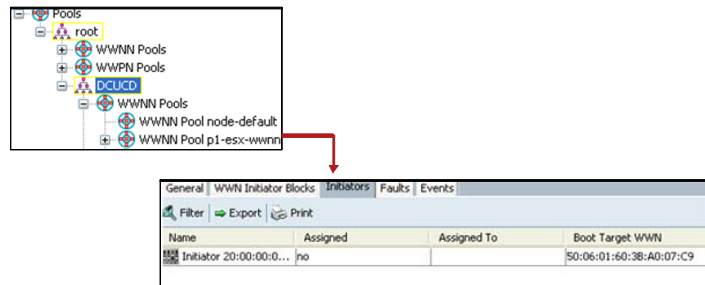 Pools
root
WWNN Pools
WWPN Pools
DCUCD
WWNN Pools
WWNN Pool node-default
WWNN Pool p1-esx-wwnn
General WWN Initiator Blocks Initiators Faults Events
Filter Export Print
Name Assigned Assigned To Boot Target WWN
Initiator 20:00:00:0... no 50:06:01:60:3B:A0:07:C9